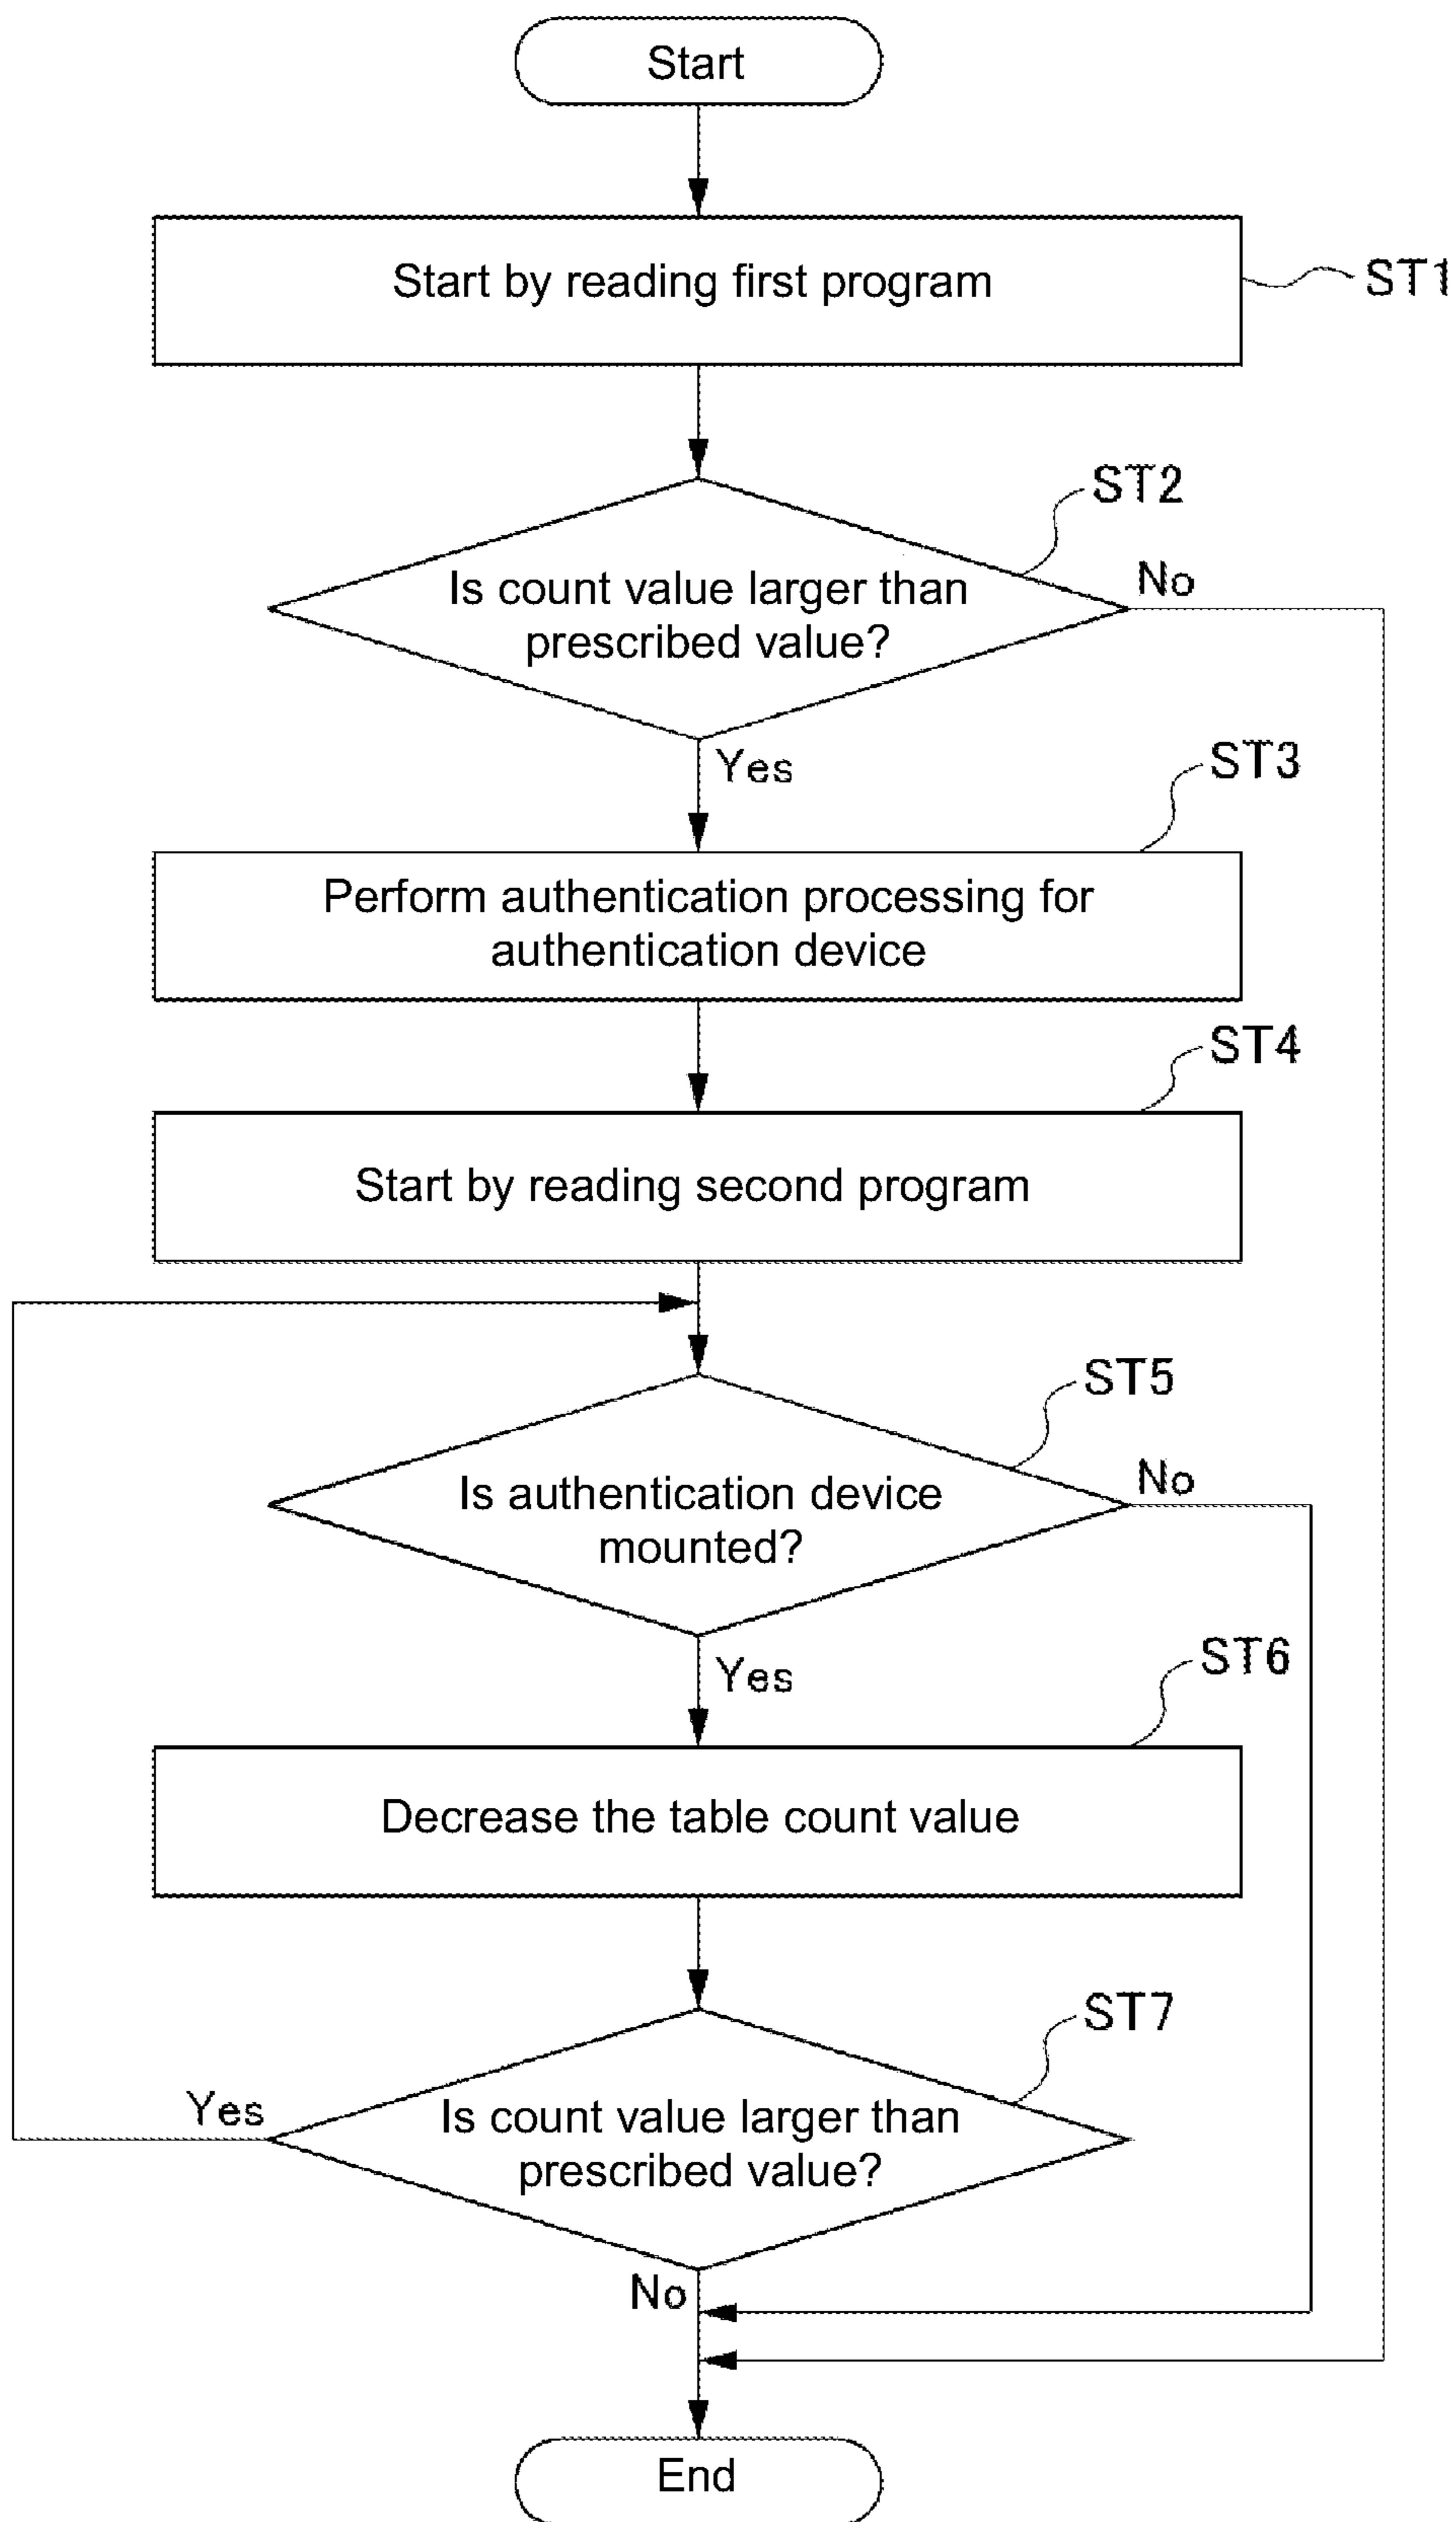 Start
Start by reading first program
ST1
ST2
Is count value larger than
prescribed value?
No
Yes
ST3
Perform authentication processing for
authentication device
ST4
Start by reading second program
ST5
Is authentication device
mounted?
No
Yes
ST6
Decrease the table count value
ST7
Yes
Is count value larger than
prescribed value?
No
End